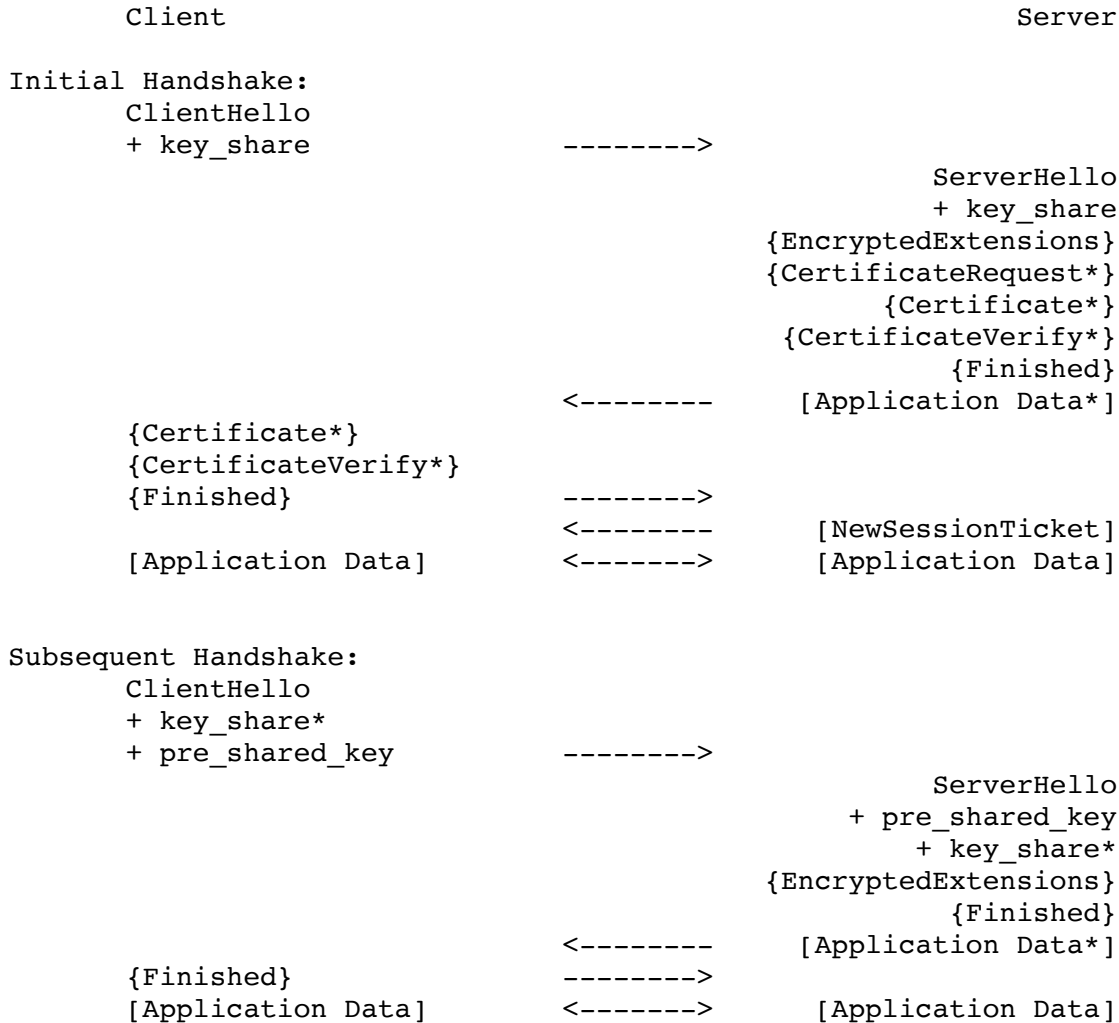 Client                                               Server
Initial Handshake:
ClientHello
+ key_share               -------->
ServerHello
+ key_share
{EncryptedExtensions}
{CertificateRequest*}
{Certificate*}
{CertificateVerify*}
{Finished}
<--------     [Application Data*]
{Certificate*}
{CertificateVerify*}
{Finished}                -------->
<--------      [NewSessionTicket]
[Application Data]        <------->      [Application Data]
Subsequent Handshake:
ClientHello
+ key_share*
+ pre_shared_key          -------->
ServerHello
+ pre_shared_key
+ key_share*
{EncryptedExtensions}
{Finished}
<--------     [Application Data*]
{Finished}                -------->
[Application Data]        <------->      [Application Data]